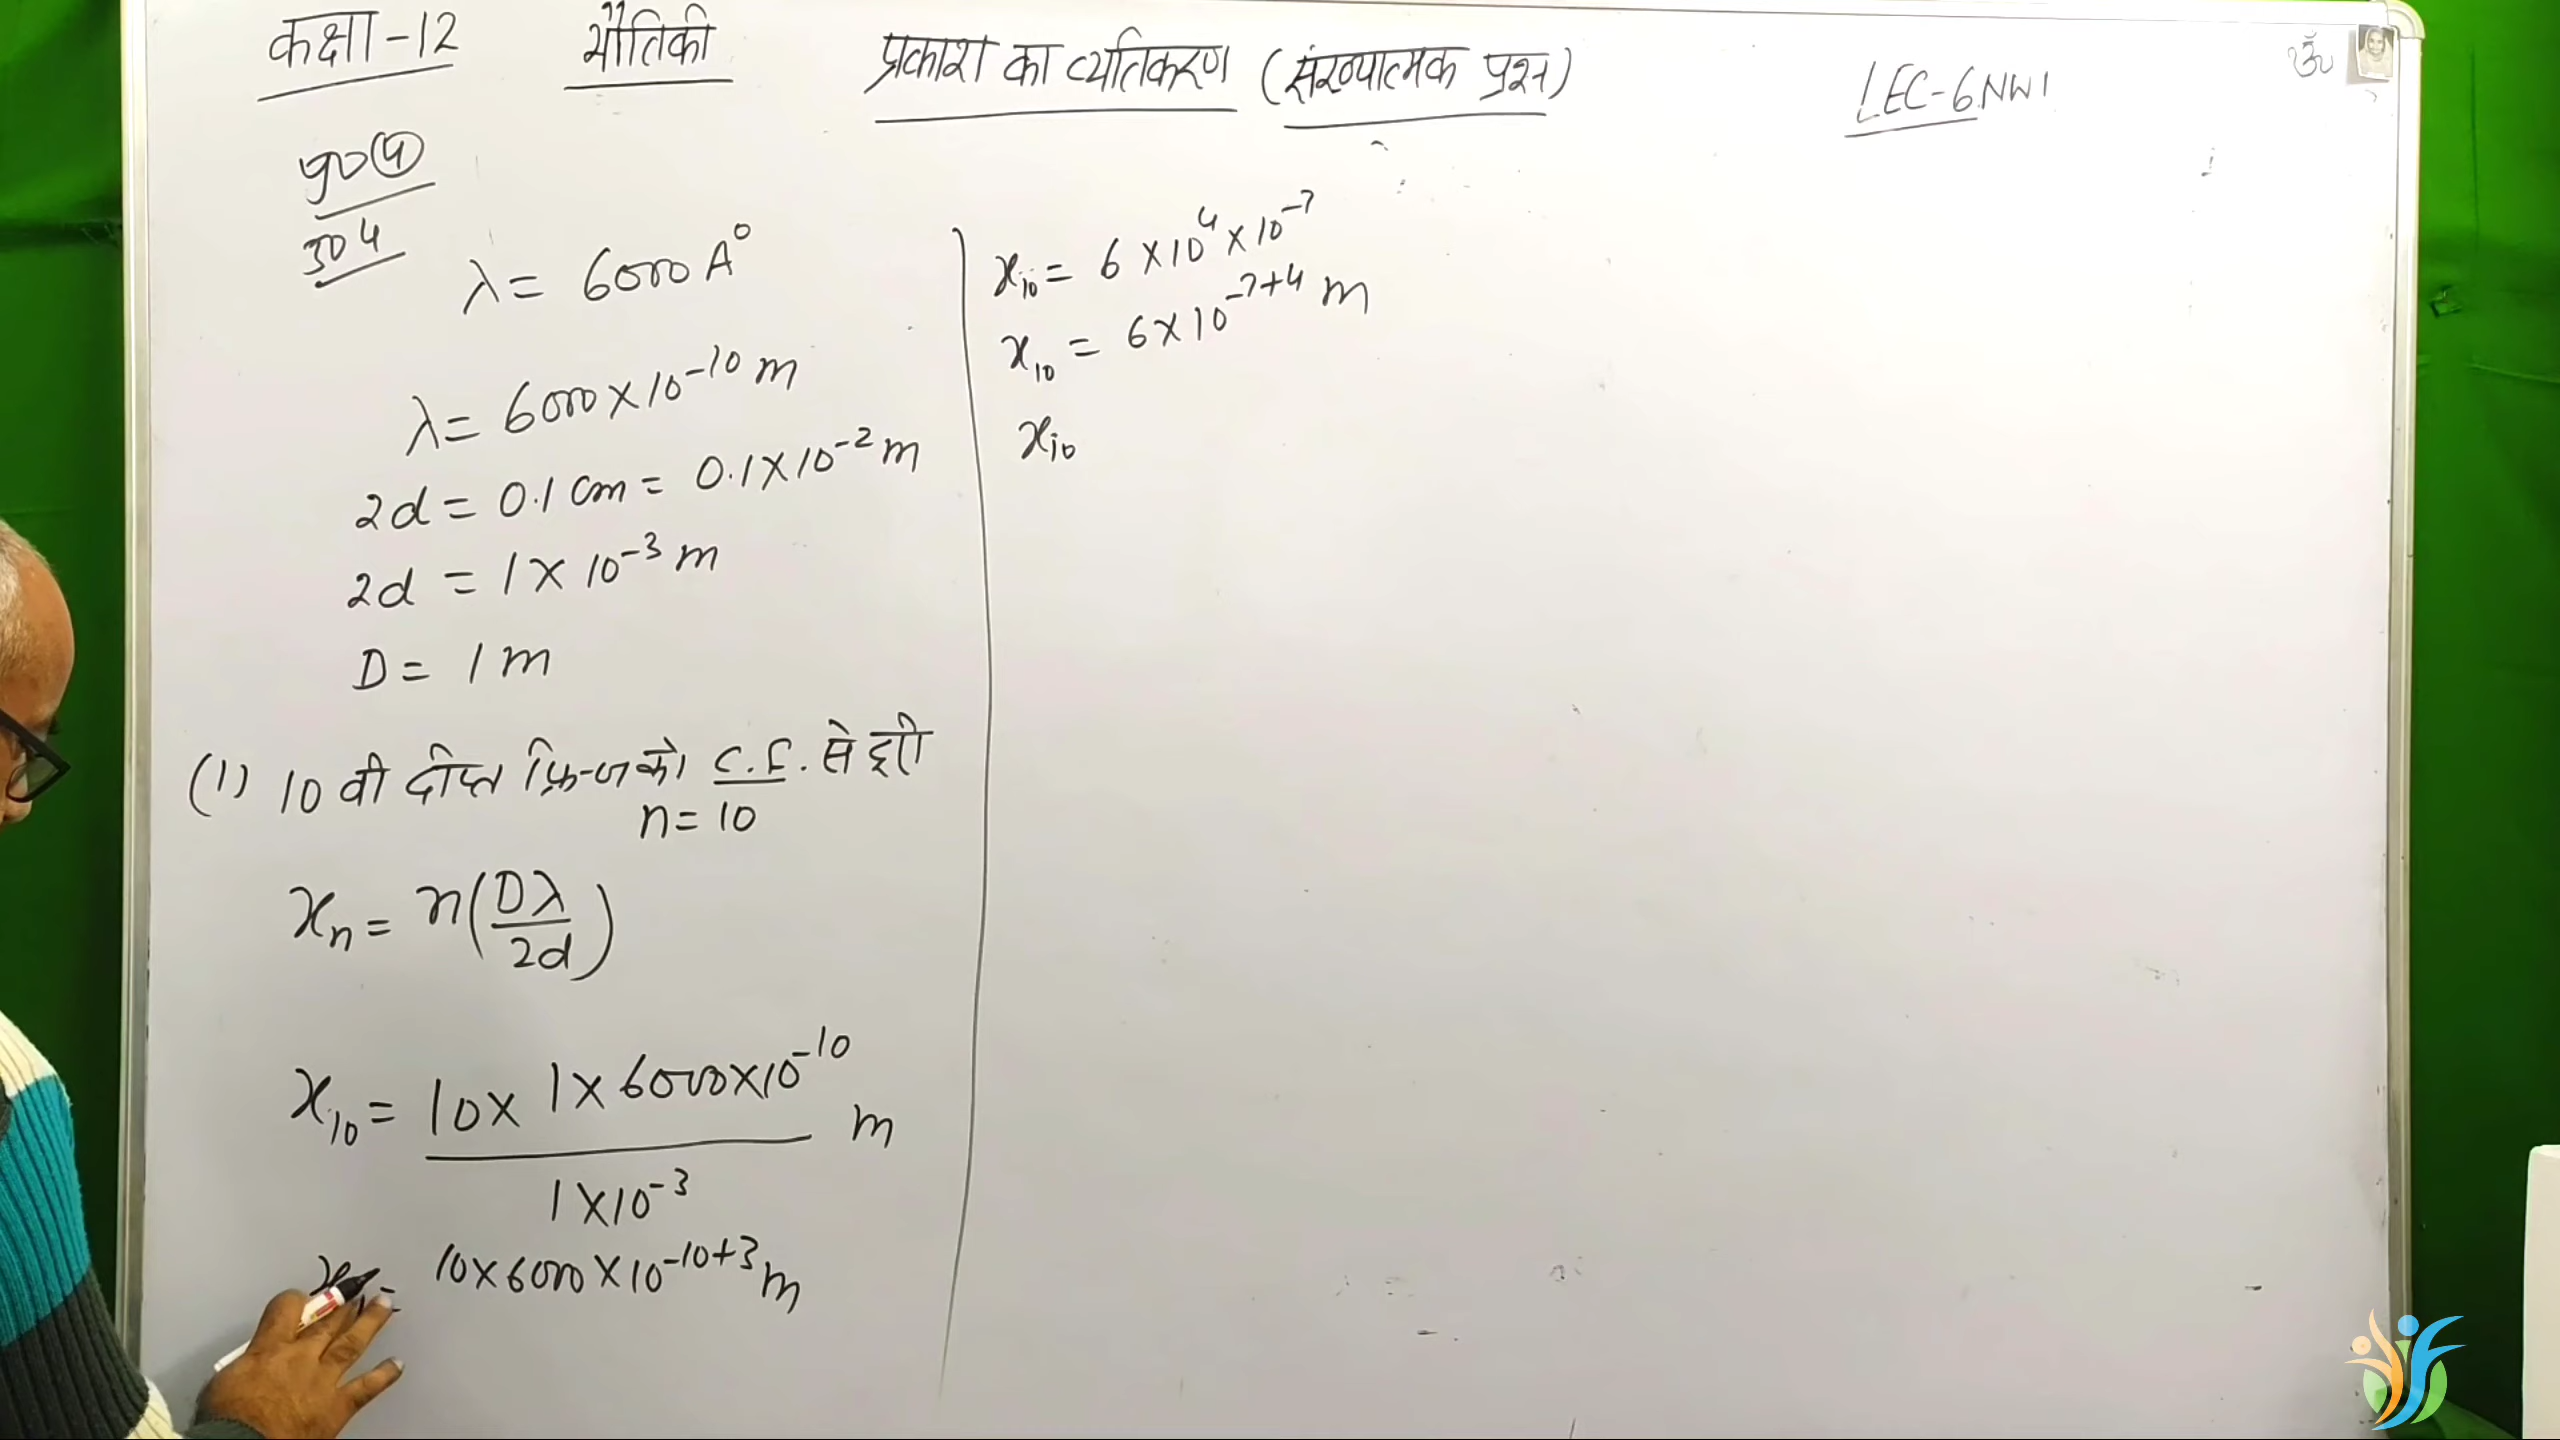 कक्षा-12 भौतिकी प्रकाश का व्यतिकरण (संख्यात्मक प्रश्न) LEC-6NW1
ॐ
304
λ = 6000 A°
λ = 6000 × 10⁻¹⁰ m
2d = 0.1 cm = 0.1 × 10⁻² m
2d = 1 × 10⁻³ m
D = 1 m
(1) 10 वी दीप्त फ्रिन्ज की C.F. से दूरी
n = 10
xₙ = n(Dλ/2d)
x₁₀ = 10 × 1 × 6000 × 10⁻¹⁰ m
1 × 10⁻³
10 × 6000 × 10⁻¹⁰⁺³ m
x₁₀ = 6 × 10⁴ × 10⁻⁷
x₁₀ = 6 × 10⁻⁷⁺⁴ m
x₁₀